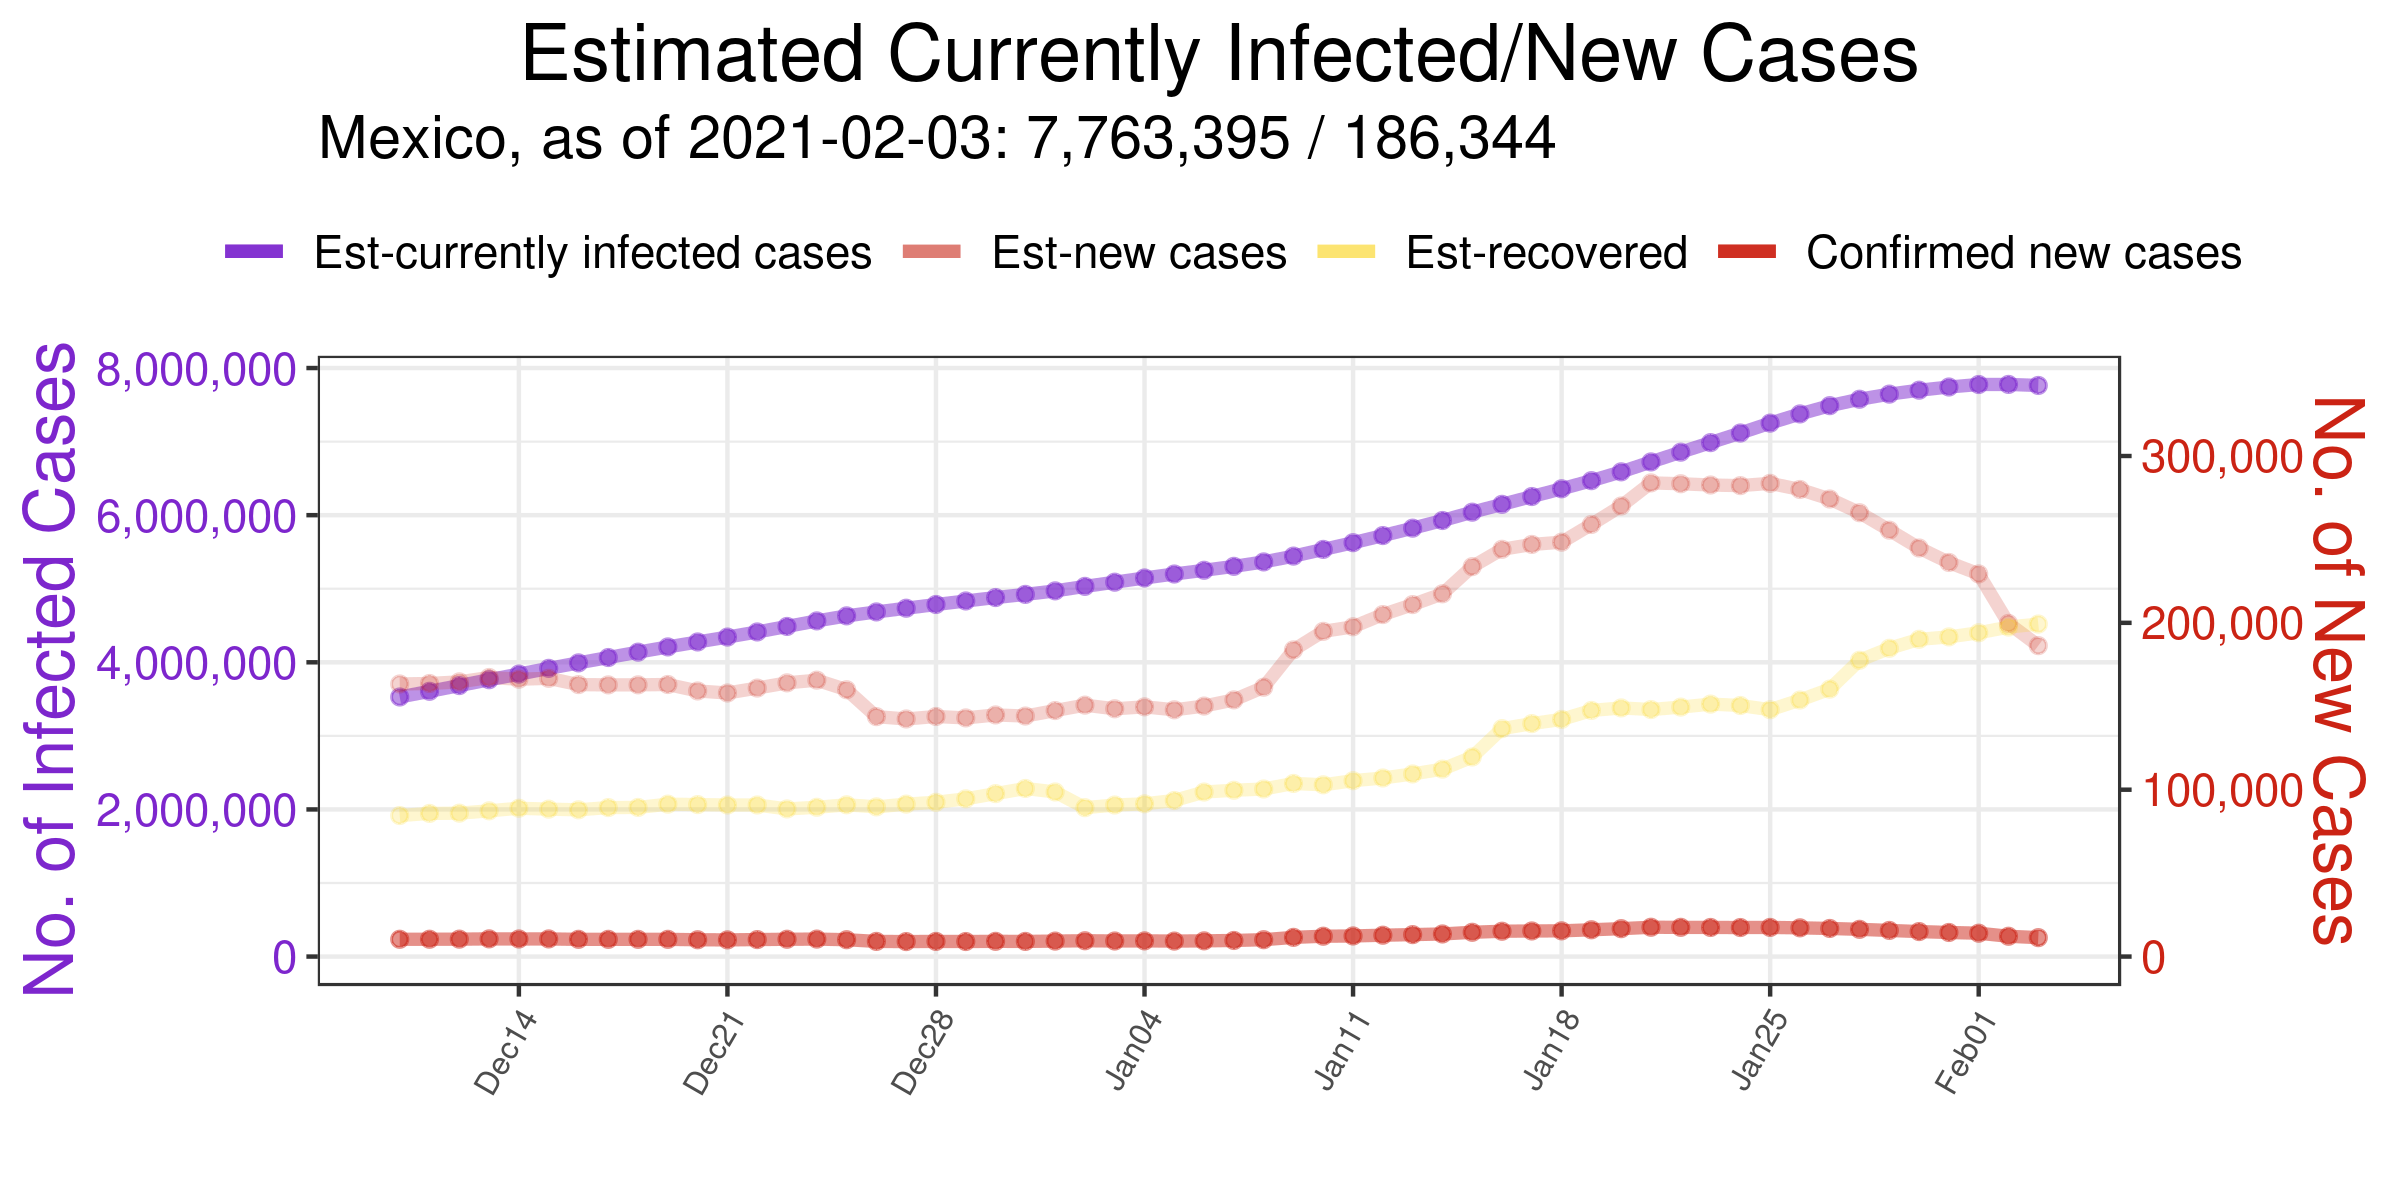 Estimated Currently Infected/New Cases
Mexico, as of 2021-02-03: 7,763,395 / 186,344
Est-currently infected cases Est-new cases Est-recovered Confirmed new cases
No. of Infected Cases
8,000,000
6,000,000
4,000,000
2,000,000
0
300,000
200,000
100,000
0
No. of New Cases
Dec14 Dec21 Dec28 Jan04 Jan11 Jan18 Jan25 Feb01